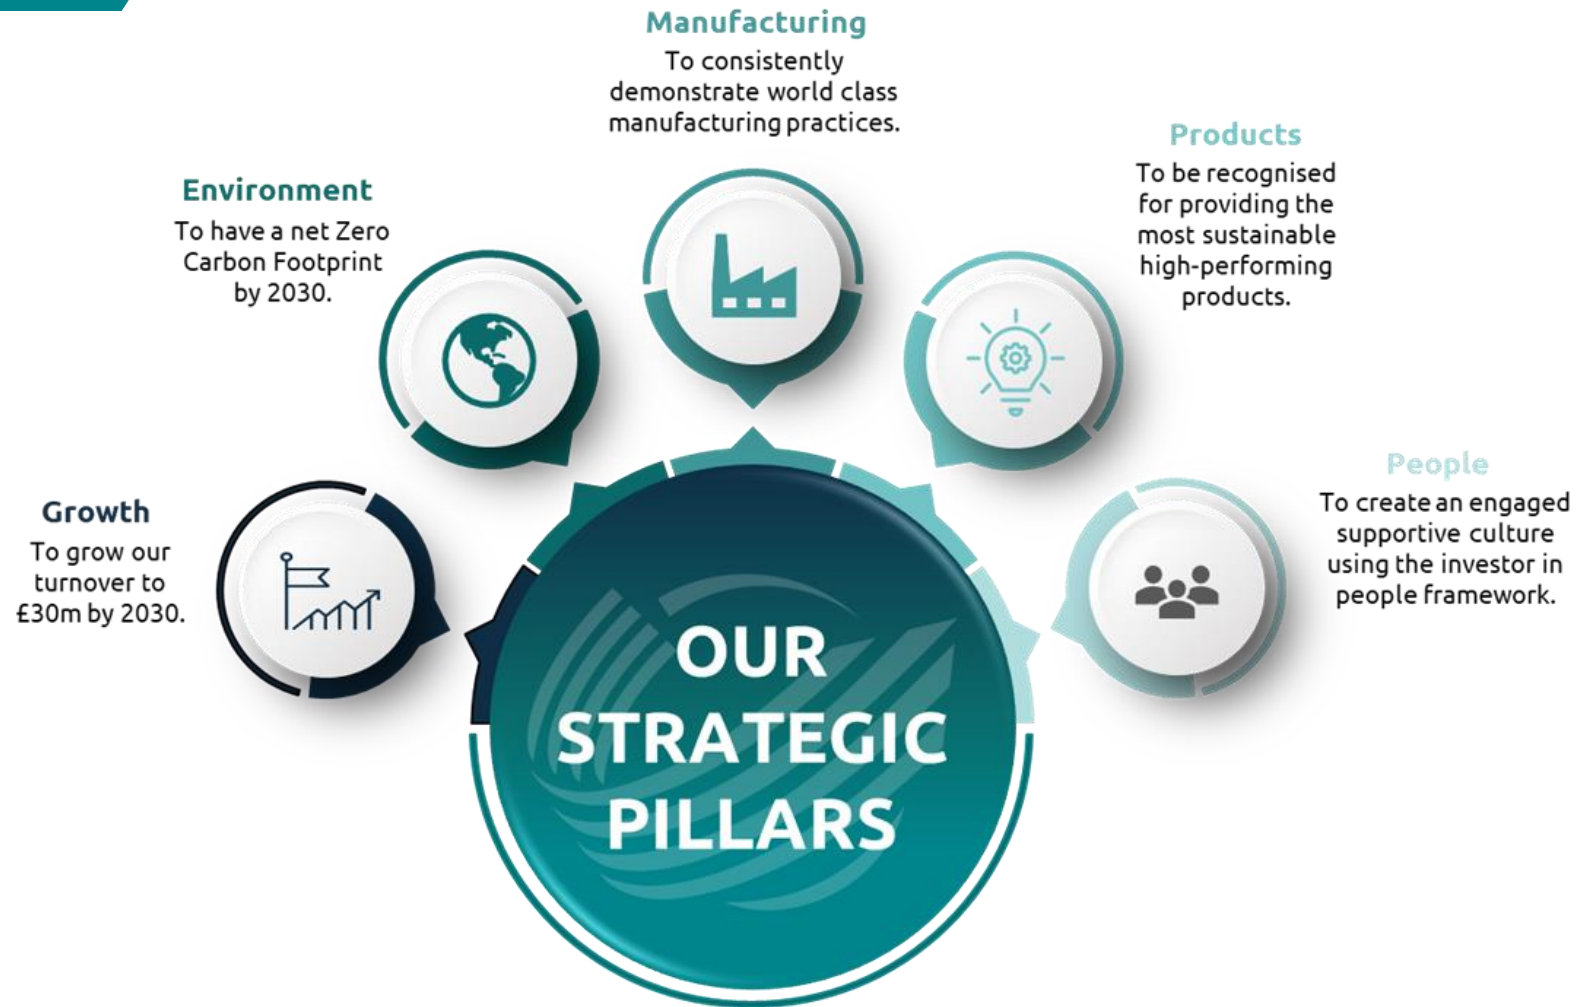 Manufacturing
To consistently
demonstrate world class
manufacturing practices.
Products
To be recognised
for providing the
most sustainable
high-performing
products.
Environment
To have a net Zero
Carbon Footprint
by 2030.
People
To create an engaged
supportive culture
using the investor in
people framework.
Growth
To grow our
turnover to
£30m by 2030.
OUR
STRATEGIC
PILLARS